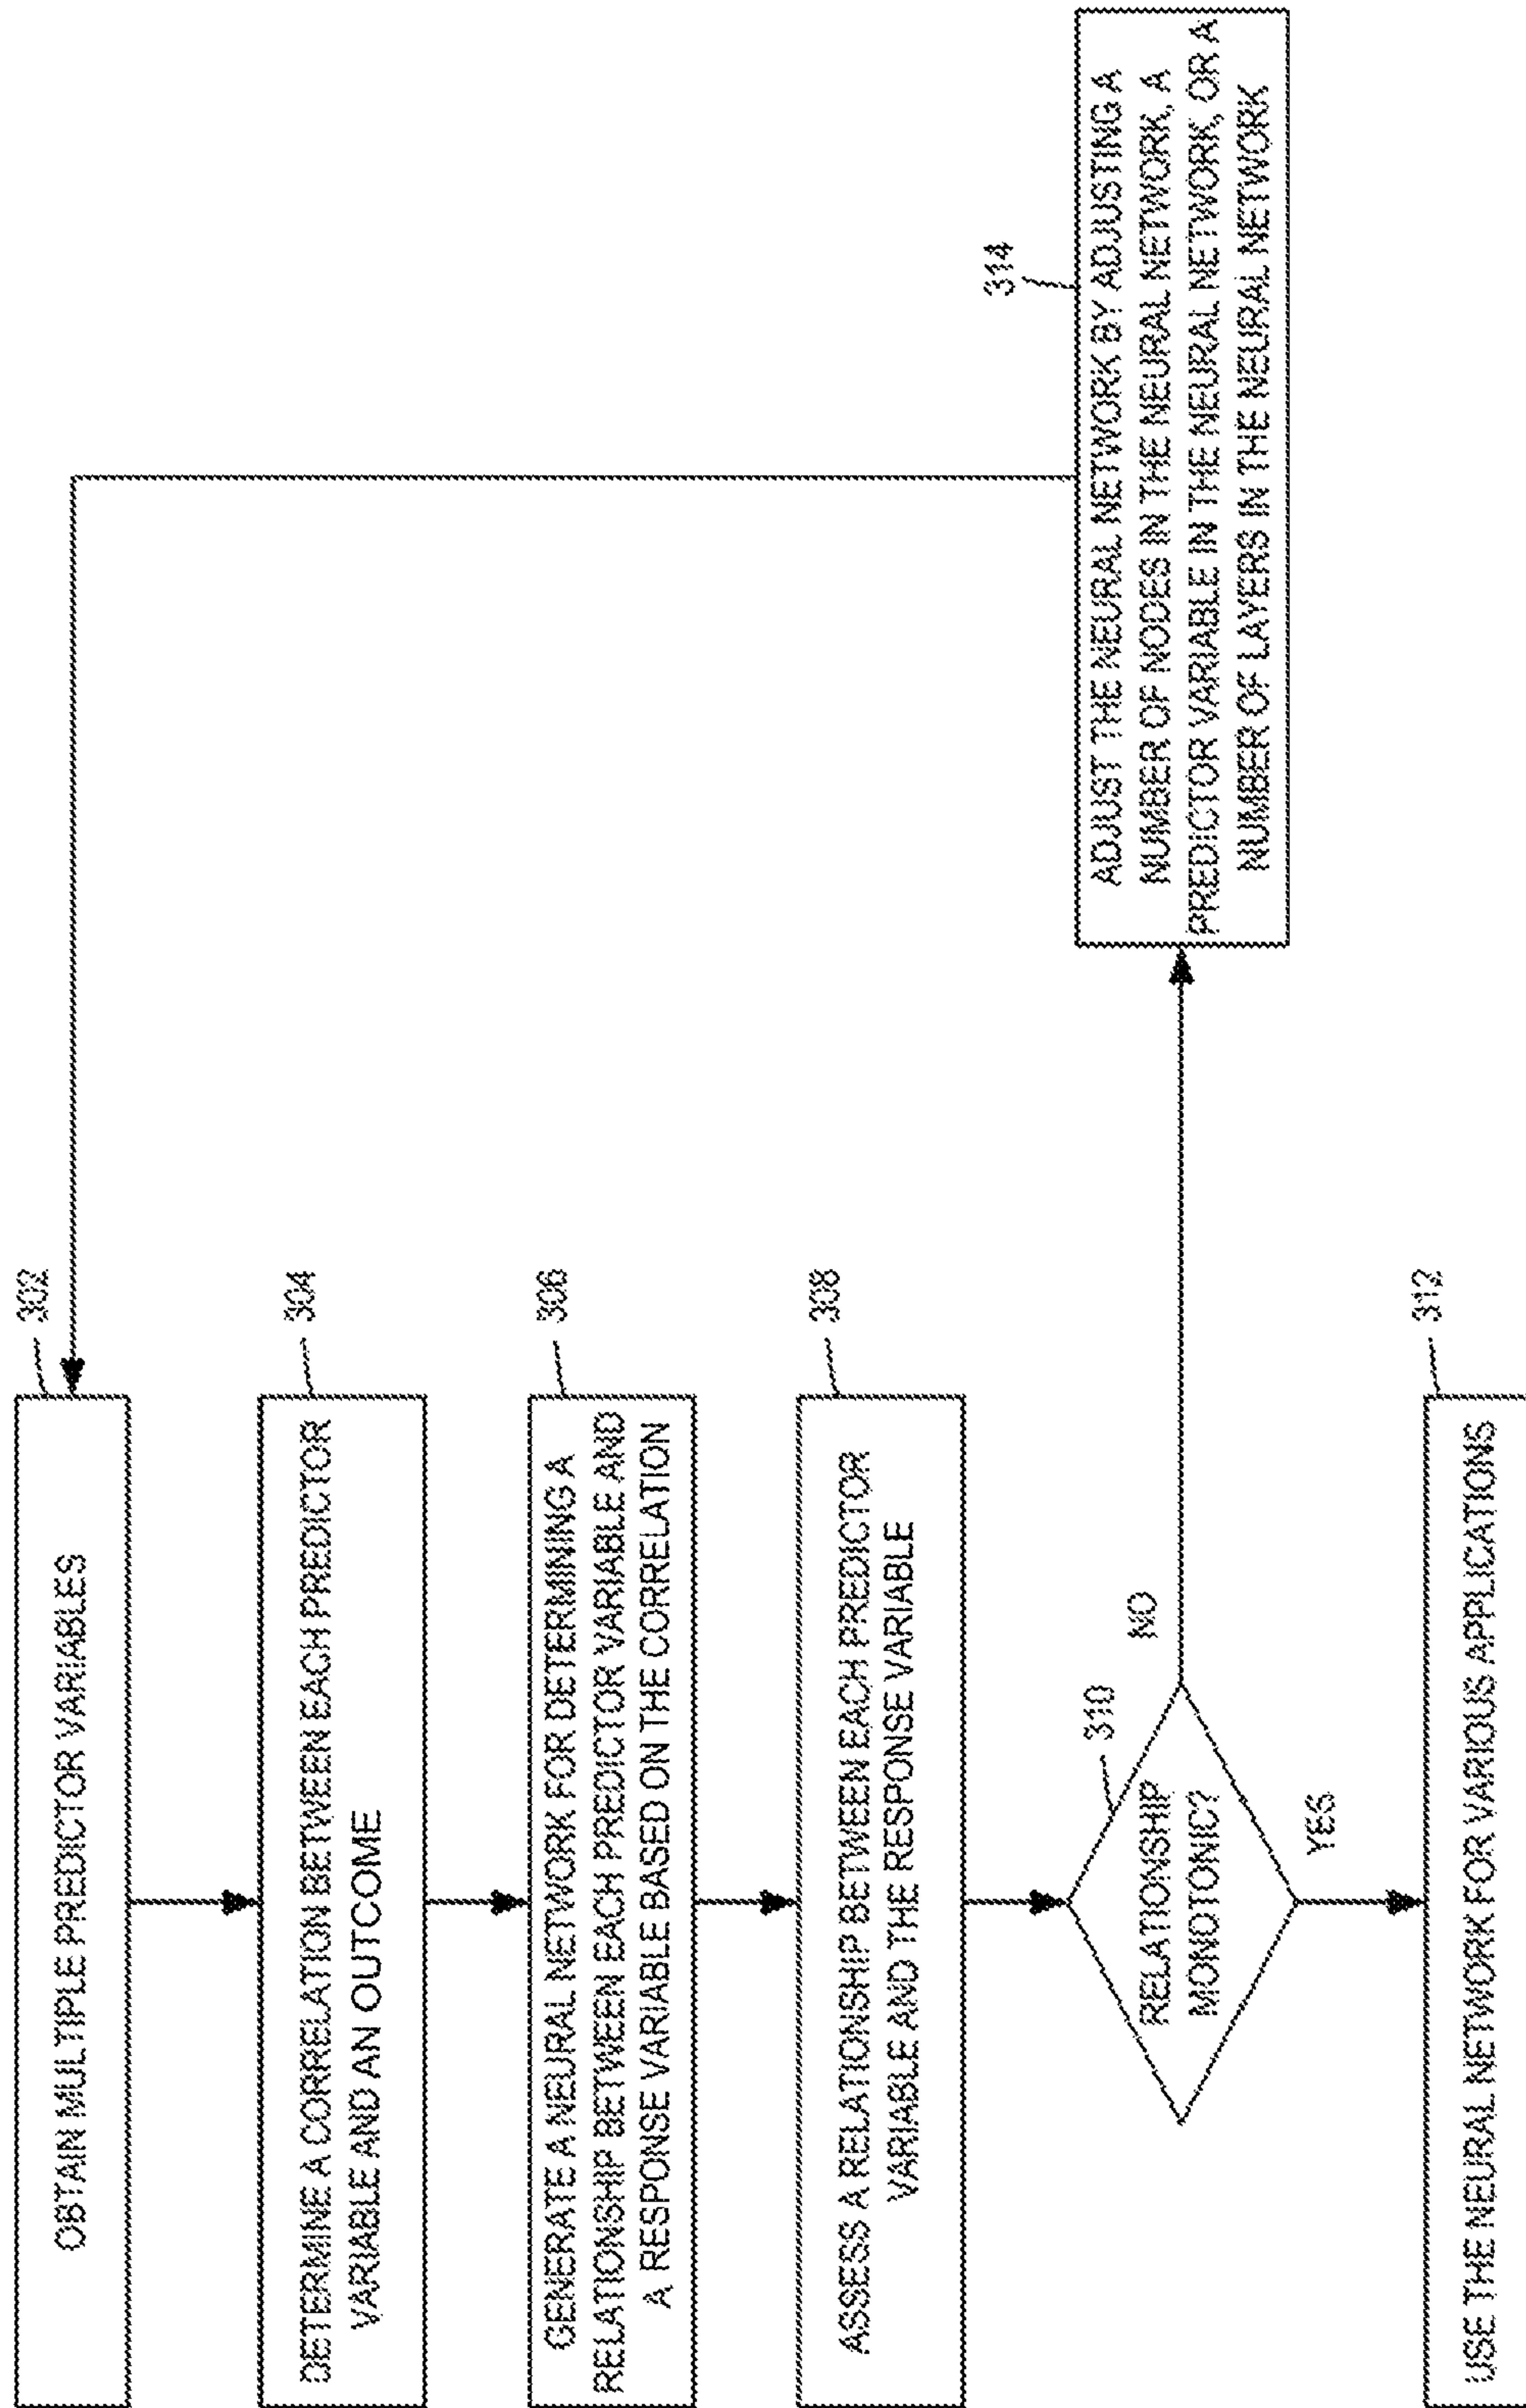 302
OBTAIN MULTIPLE PREDICTOR VARIABLES
304
DETERMINE A CORRELATION BETWEEN EACH PREDICTOR
VARIABLE AND AN OUTCOME
306
GENERATE A NEURAL NETWORK FOR DETERMINING A
RELATIONSHIP BETWEEN EACH PREDICTOR VARIABLE AND
A RESPONSE VARIABLE BASED ON THE CORRELATION
308
ASSESS A RELATIONSHIP BETWEEN EACH PREDICTOR
VARIABLE AND THE RESPONSE VARIABLE
310
RELATIONSHIP
MONOTONIC?
NO
YES
314
ADJUST THE NEURAL NETWORK BY ADJUSTING A
NUMBER OF NODES IN THE NEURAL NETWORK, A
PREDICTOR VARIABLE IN THE NEURAL NETWORK, OR A
NUMBER OF LAYERS IN THE NEURAL NETWORK
312
USE THE NEURAL NETWORK FOR VARIOUS APPLICATIONS